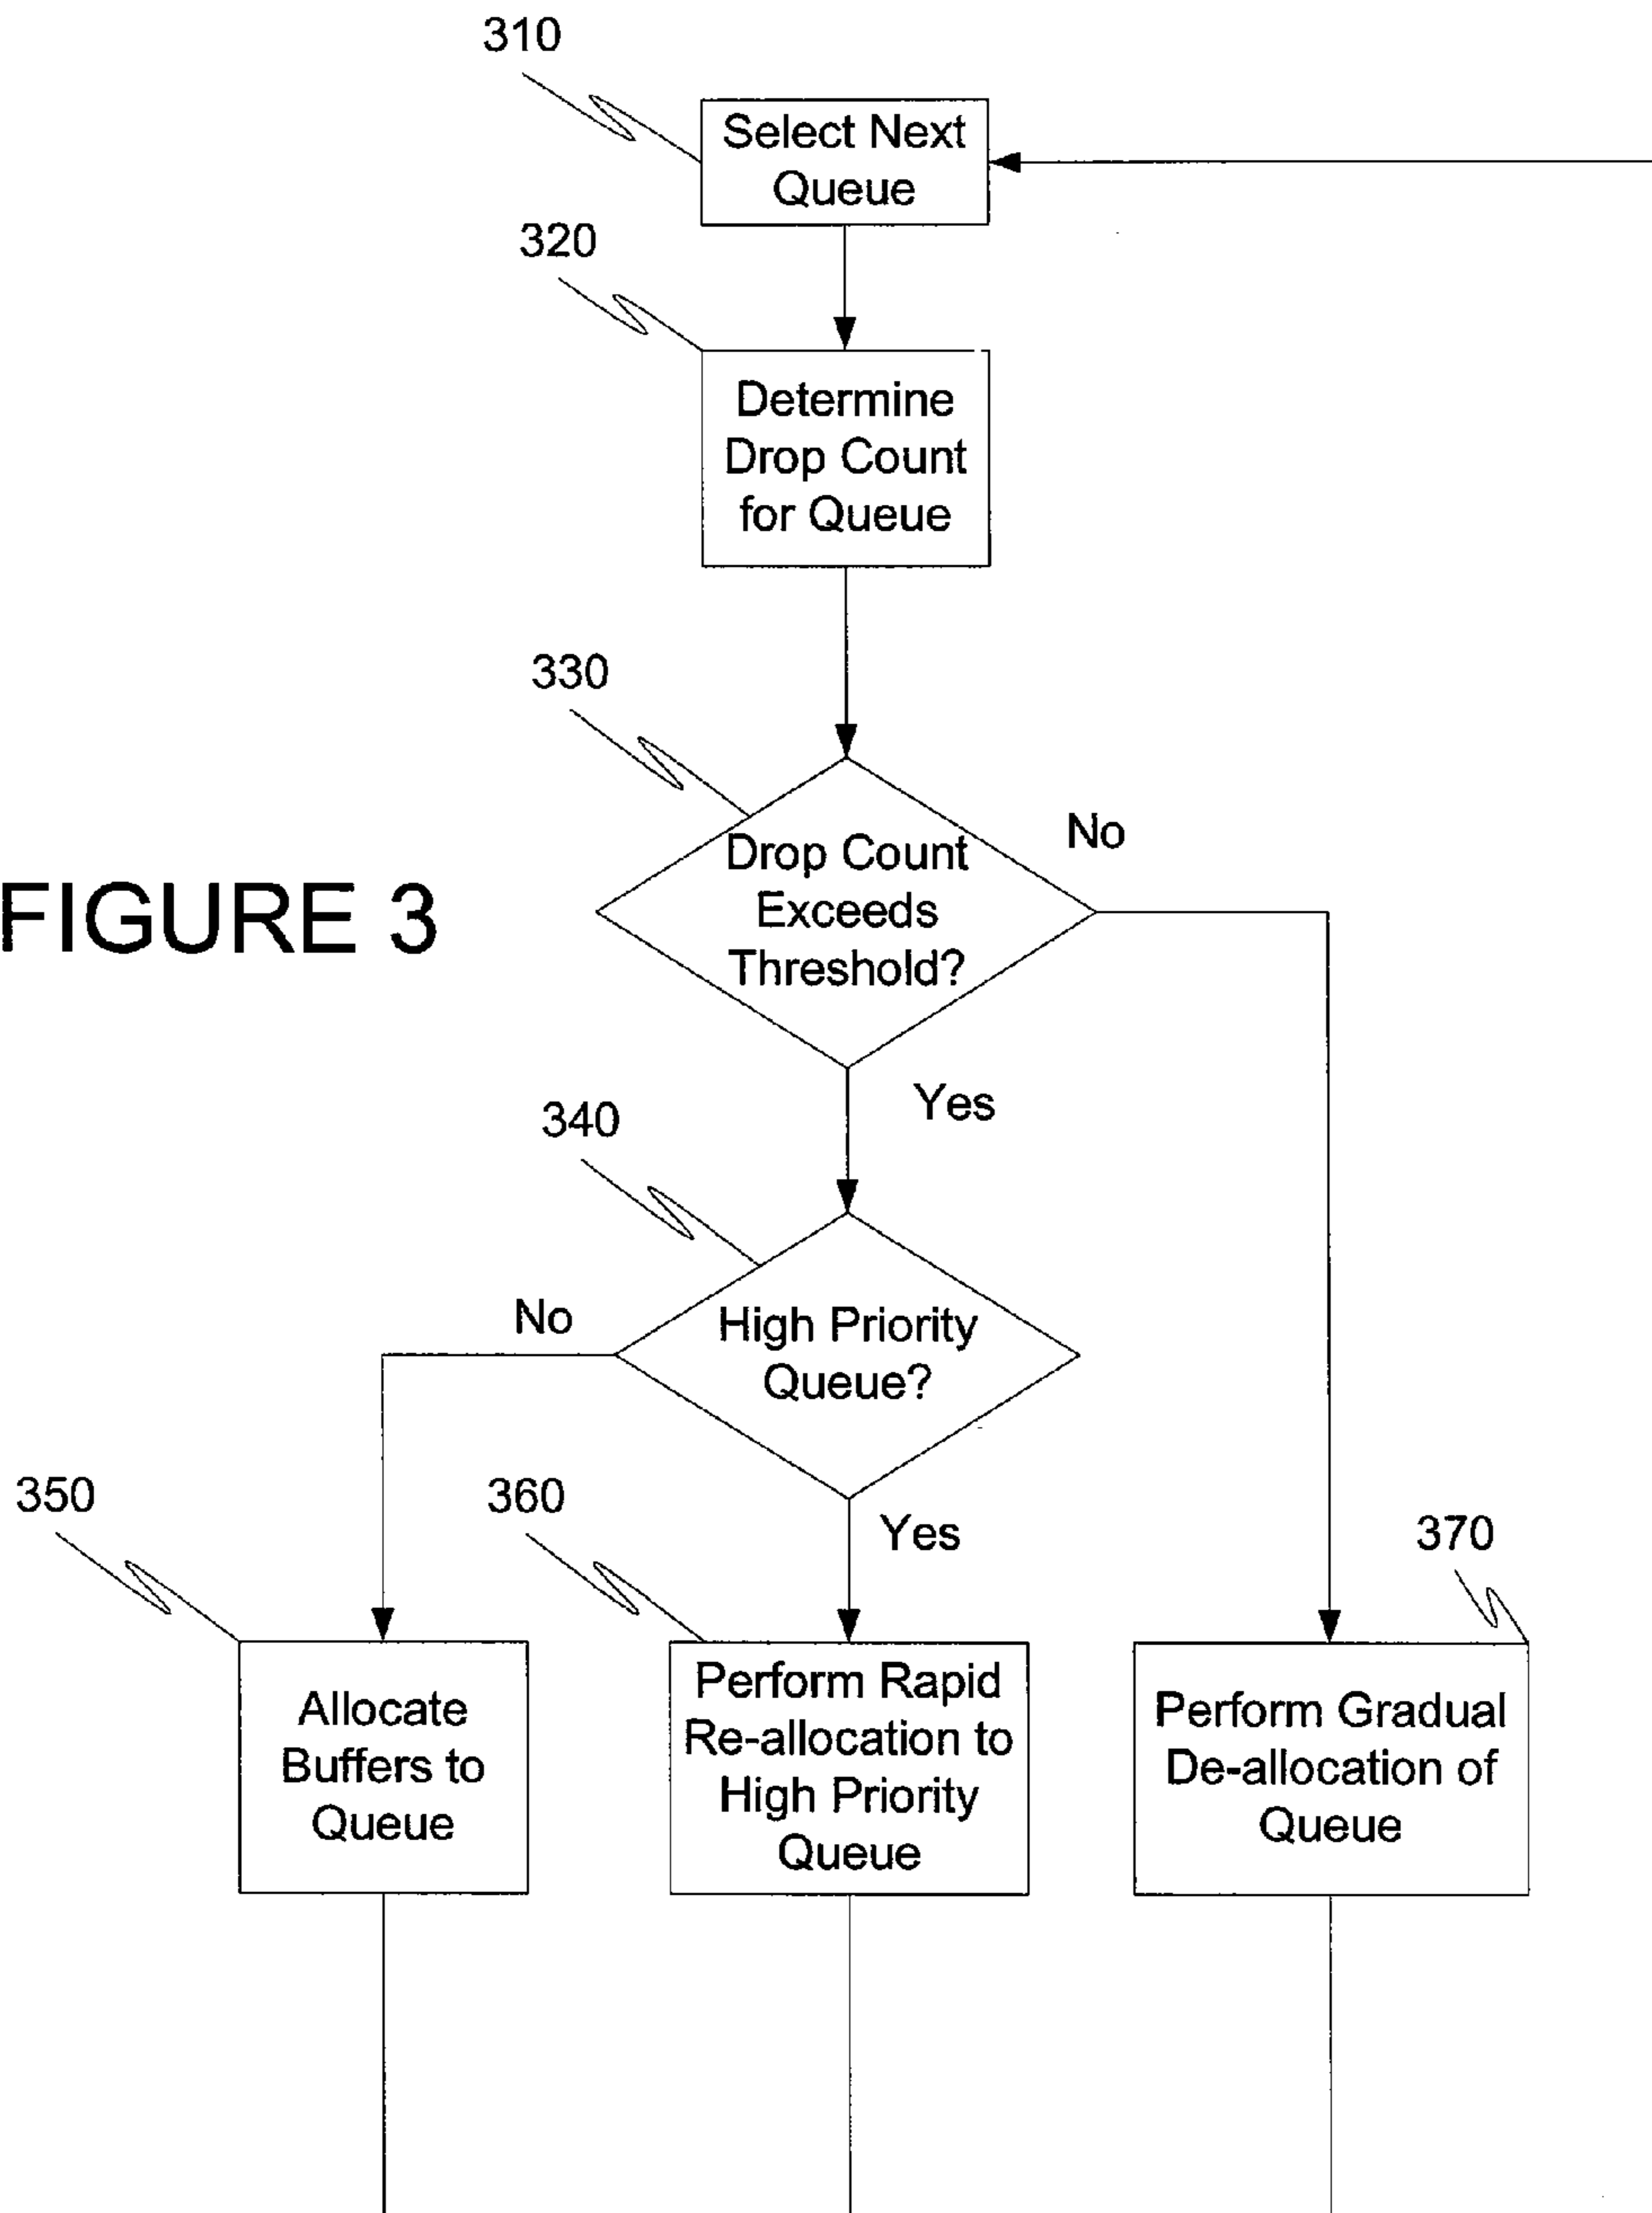 310
Select Next
Queue
320
Determine
Drop Count
for Queue
330
Drop Count
Exceeds
Threshold?
No
FIGURE 3
Yes
340
High Priority
Queue?
No
Yes
350
360
370
Allocate
Buffers to
Queue
Perform Rapid
Re-allocation to
High Priority
Queue
Perform Gradual
De-allocation of
Queue